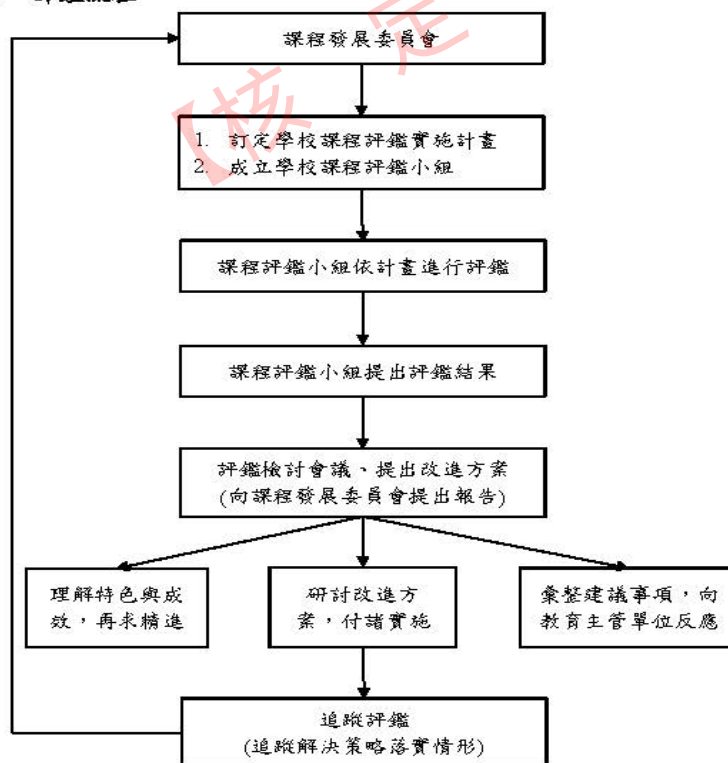 課程發展委員會
【核 定
1. 訂定學校課程評鑑實施計畫
2. 成立學校課程評鑑小組
課程評鑑小組依計畫進行評鑑
課程評鑑小組提出評鑑結果
評鑑檢討會議、提出改進方案
(向課程發展委員會提出報告)
理解特色與成
效，再求精進
研討改進方
案，付諸實施
彙整建議事項，向
教育主管單位反應
追蹤評鑑
(追蹤解決策略落實情形)